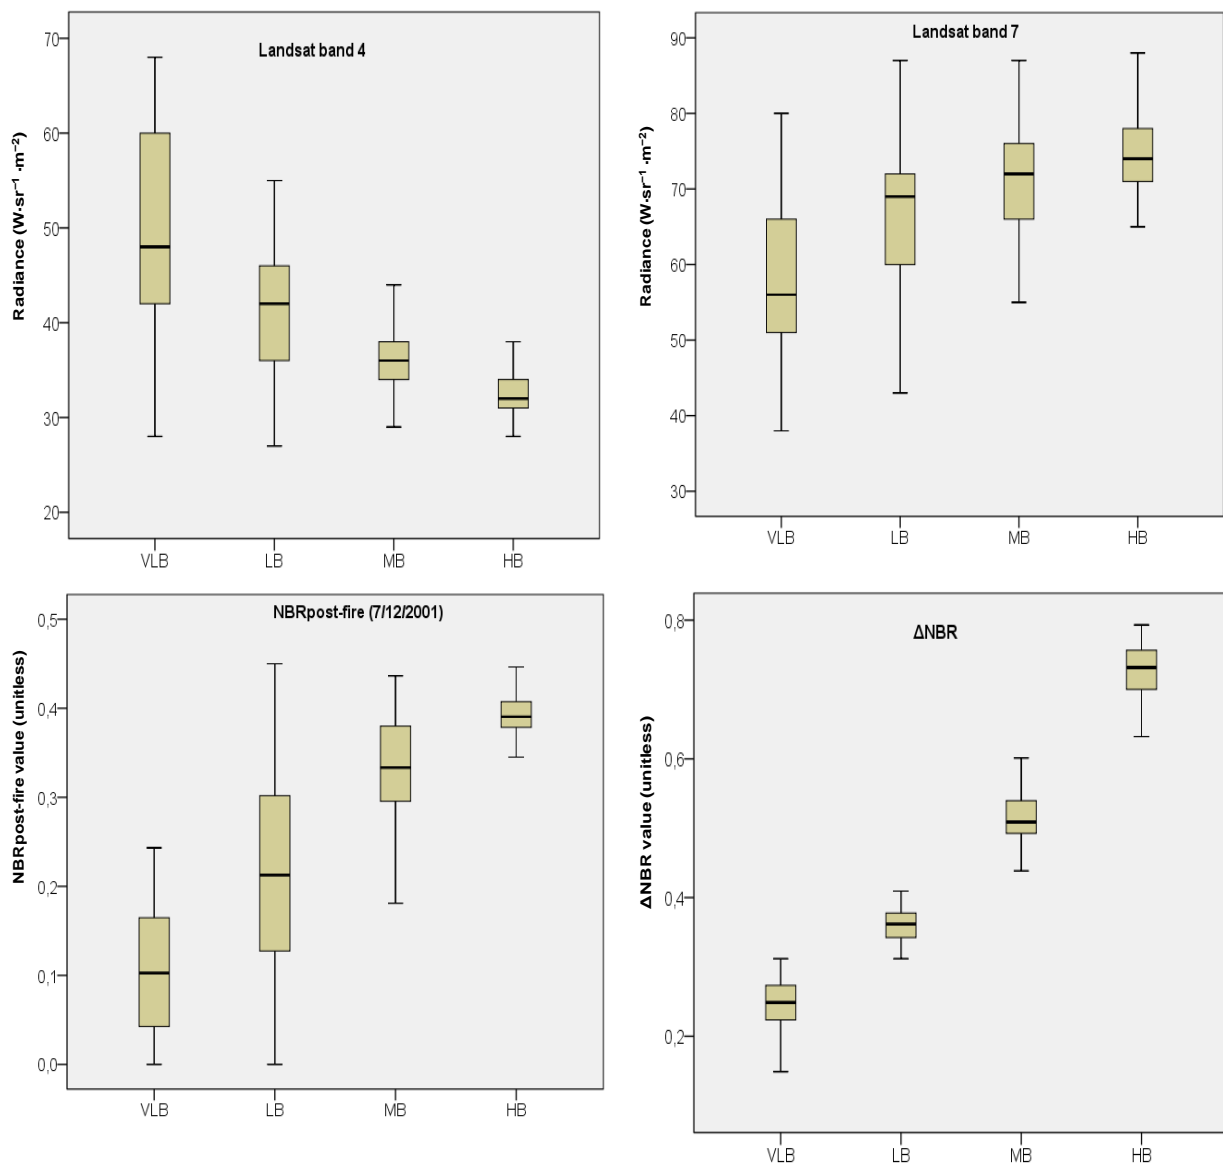 Landsat band 4
Radiance (W·sr⁻¹ ·m⁻²)
70
60
50
40
30
20
VLB LB MB HB
Landsat band 7
Radiance (W·sr⁻¹ ·m⁻²)
90
80
70
60
50
40
30
VLB LB MB HB
NBRpost-fire (7/12/2001)
NBRpost-fire value (unitless)
0,5
0,4
0,3
0,2
0,1
0,0
VLB LB MB HB
ΔNBR
ΔNBR value (unitless)
0,8
0,6
0,4
0,2
VLB LB MB HB